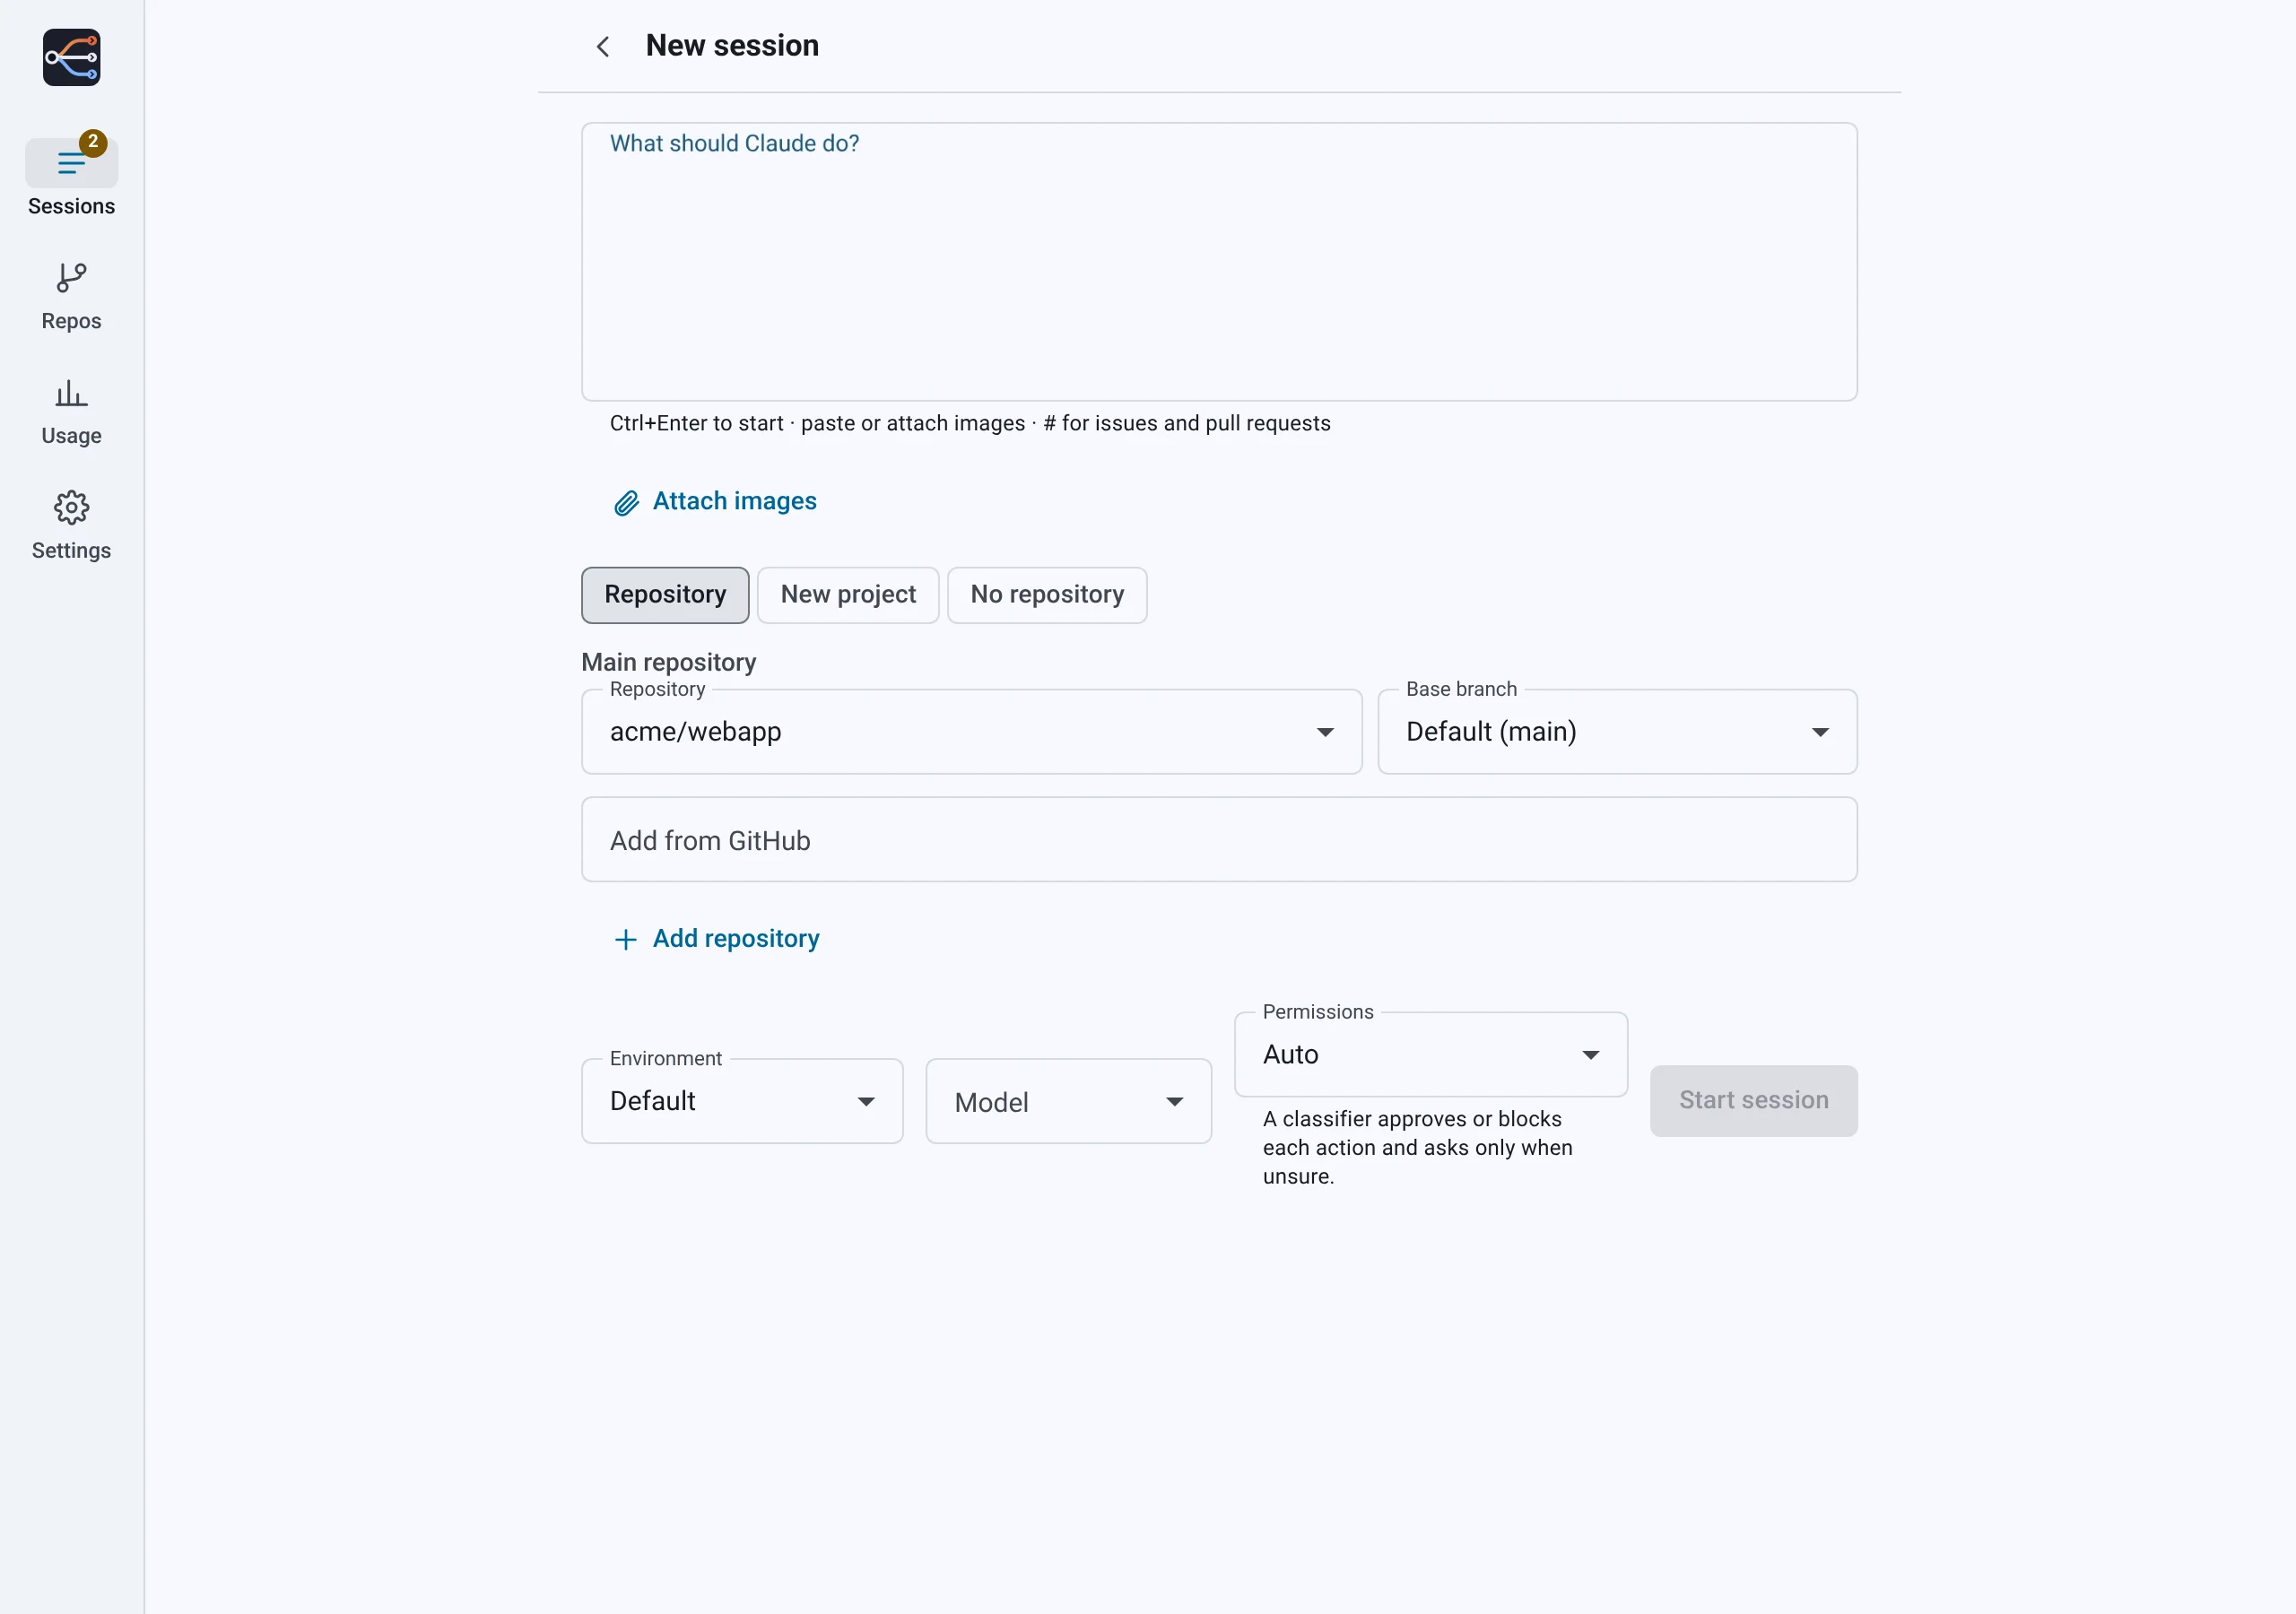 New session
2
Sessions
Repos
Usage
Settings
What should Claude do?
Ctrl+Enter to start · paste or attach images · # for issues and pull requests
Attach images
Repository
New project
No repository
Main repository
Repository
acme/webapp
Base branch
Default (main)
Add from GitHub
Add repository
Environment
Default
Model
Permissions
Auto
A classifier approves or blocks
each action and asks only when
unsure.
Start session